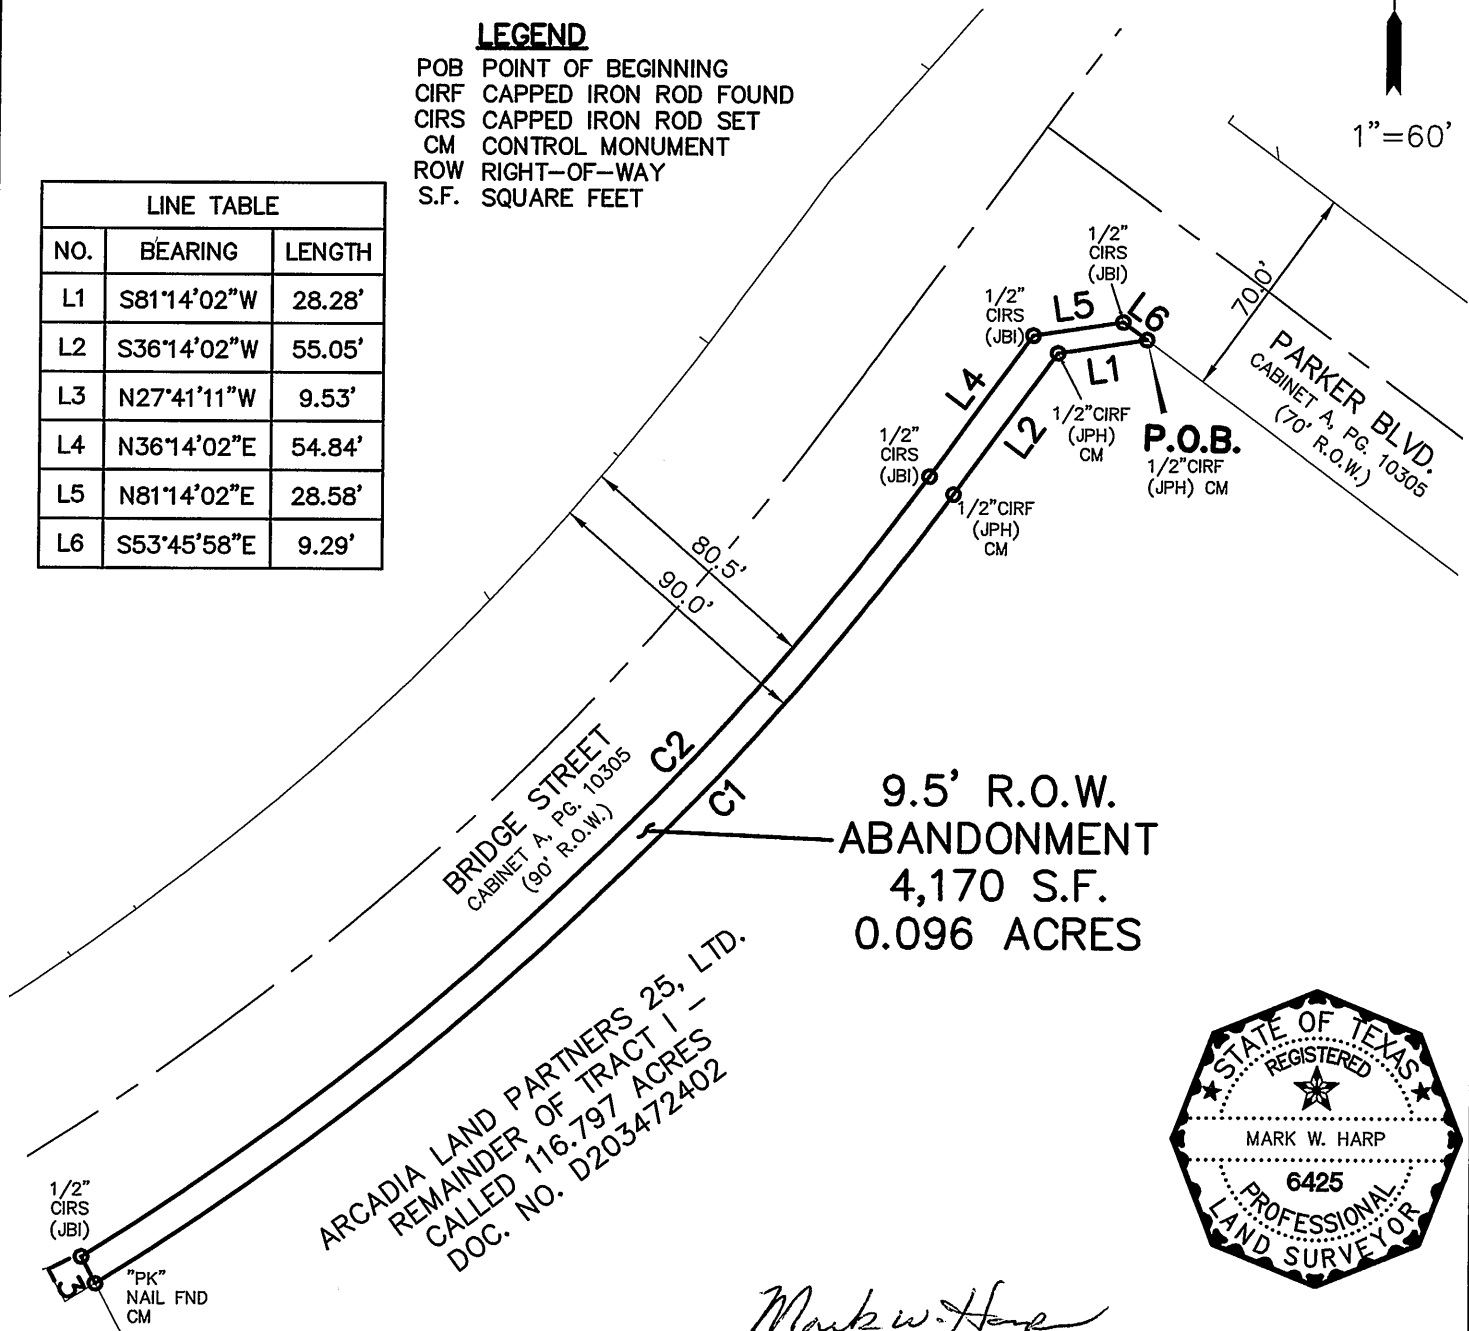 LEGEND
POB POINT OF BEGINNING
CIRF CAPPED IRON ROD FOUND
CIRS CAPPED IRON ROD SET
CM CONTROL MONUMENT
ROW RIGHT-OF-WAY
S.F. SQUARE FEET
1"=60'
LINE TABLE
NO. BEARING LENGTH
L1 S81°14'02"W 28.28'
L2 S36°14'02"W 55.05'
L3 N27°41'11"W 9.53'
L4 N36°14'02"E 54.84'
L5 N81°14'02"E 28.58'
L6 S53°45'58"E 9.29'
1/2"
CIRS
(JBI)
1/2"
CIRS
(JBI)
L5
L6
L1
L4
L2
70.0'
PARKER BLVD.
CABINET A, PG. 10305
(70' R.O.W.)
1/2"CIRF
(JPH)
CM
P.O.B.
1/2"CIRF
(JPH) CM
1/2"
CIRS
(JBI)
1/2"CIRF
(JPH)
CM
80.5'
90.0'
C2
C1
BRIDGE STREET
CABINET A, PG. 10305
(90' R.O.W.)
9.5' R.O.W.
ABANDONMENT
4,170 S.F.
0.096 ACRES
ARCADIA LAND PARTNERS 25, LTD.
REMAINDER OF TRACT I -
CALLED 116.797 ACRES
DOC. NO. D203472402
1/2"
CIRS
(JBI)
L3
"PK"
NAIL FND
CM
STATE OF TEXAS
REGISTERED
MARK W. HARP
6425
PROFESSIONAL
LAND SURVEYOR
Mark W. Harp